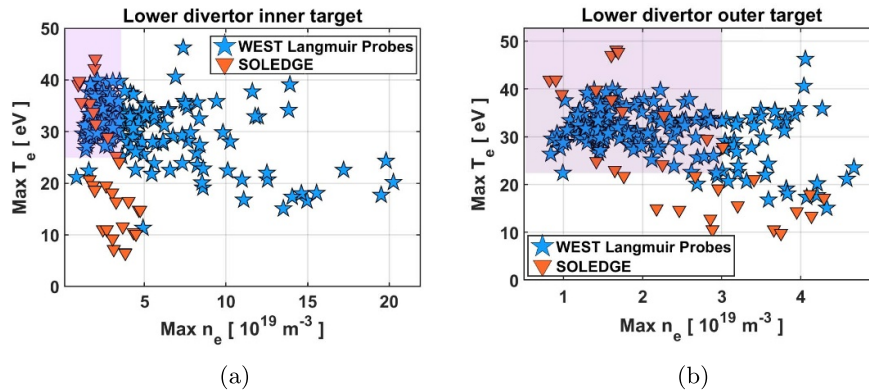 Lower divertor inner target
50
40
30
20
10
0
Max T_e [ eV ]
WEST Langmuir Probes
SOLEDGE
5
10
15
20
Max n_e [ 10^19 m^-3 ]
(a)
Lower divertor outer target
50
40
30
20
10
0
Max T_e [ eV ]
WEST Langmuir Probes
SOLEDGE
1
2
3
4
Max n_e [ 10^19 m^-3 ]
(b)